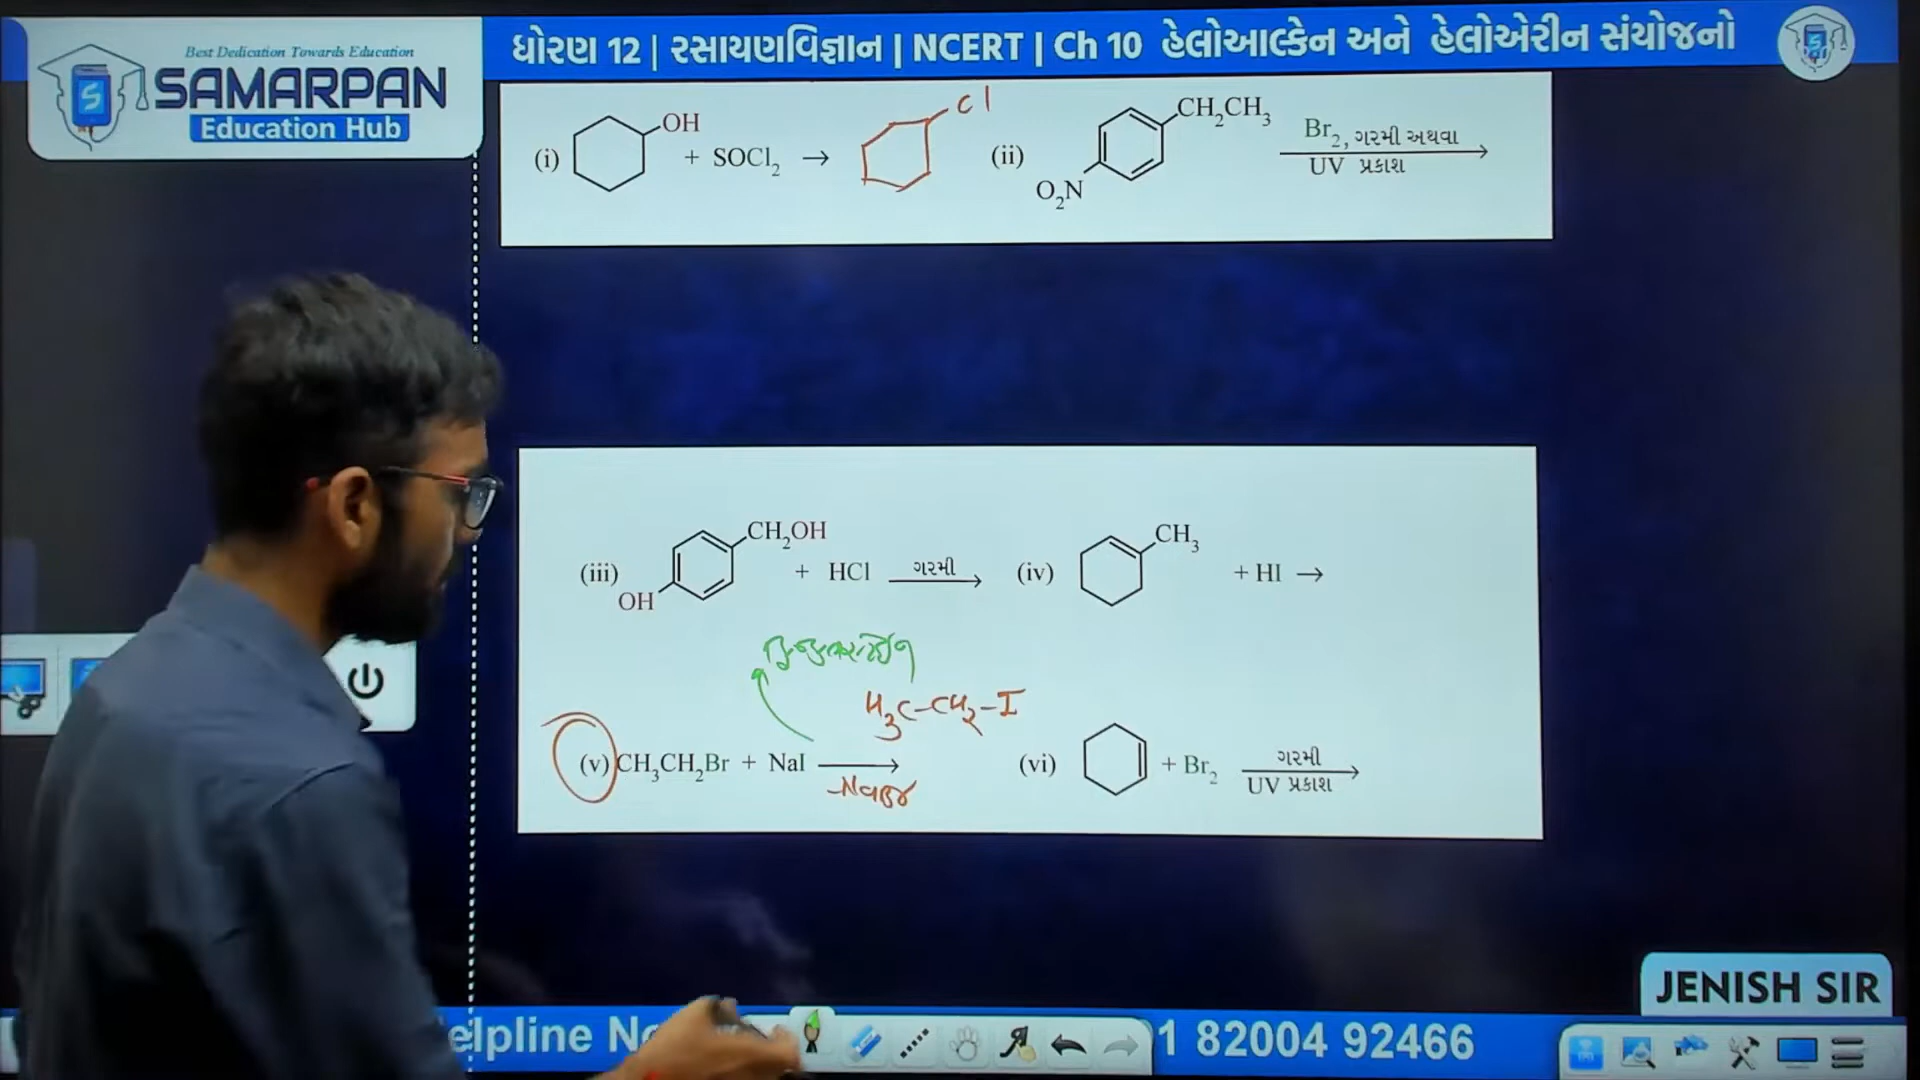 Best Dedication Towards Education
SAMARPAN
Education Hub
ધોરણ 12 | રસાયણવિજ્ઞાન | NCERT | Ch 10 હેલોઆલ્કેન અને હેલોએરીન સંયોજનો
(i) OH + SOCl₂ → Cl
(ii) CH₂CH₃ O₂N Br₂, ગરમી અથવા UV પ્રકાશ
(iii) CH₂OH OH + HCl ગરમી
(iv) CH₃ + HI →
H₃C-CH₂-I
(v) CH₃CH₂Br + NaI → -NaBr
(vi) + Br₂ ગરમી UV પ્રકાશ
JENISH SIR
elpline N
1 82004 92466